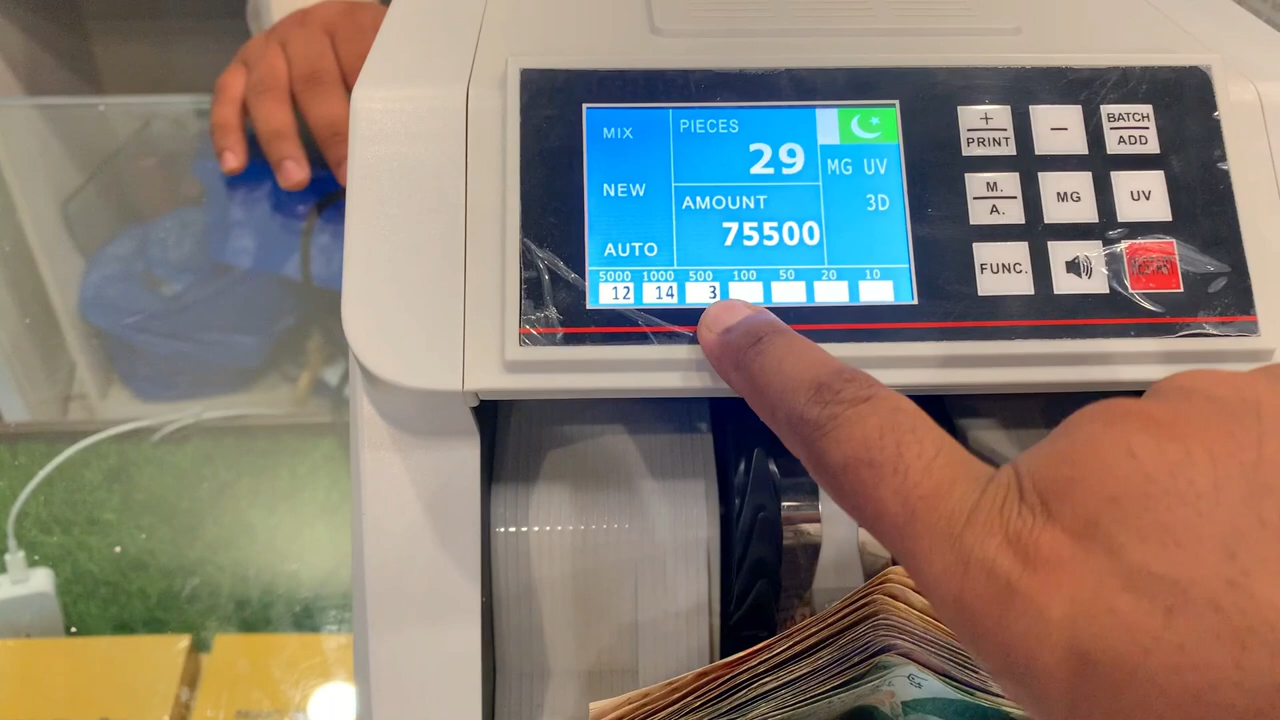 MIX
PIECES
29
MG UV
NEW
AMOUNT
3D
75500
AUTO
5000 1000 500 100 50 20 10
12 14 3
+
PRINT
−
BATCH
ADD
M.
A.
MG
UV
FUNC.
RESTART